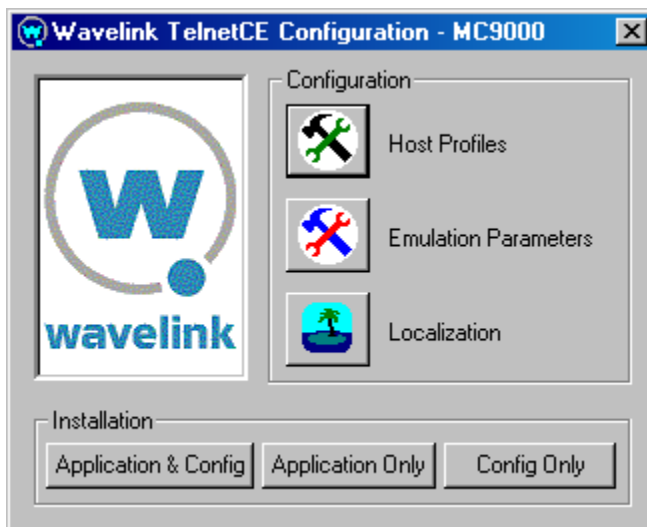 Wavelink TelnetCE Configuration - MC9000
wavelink
Configuration
Host Profiles
Emulation Parameters
Localization
Installation
Application & Config Application Only Config Only